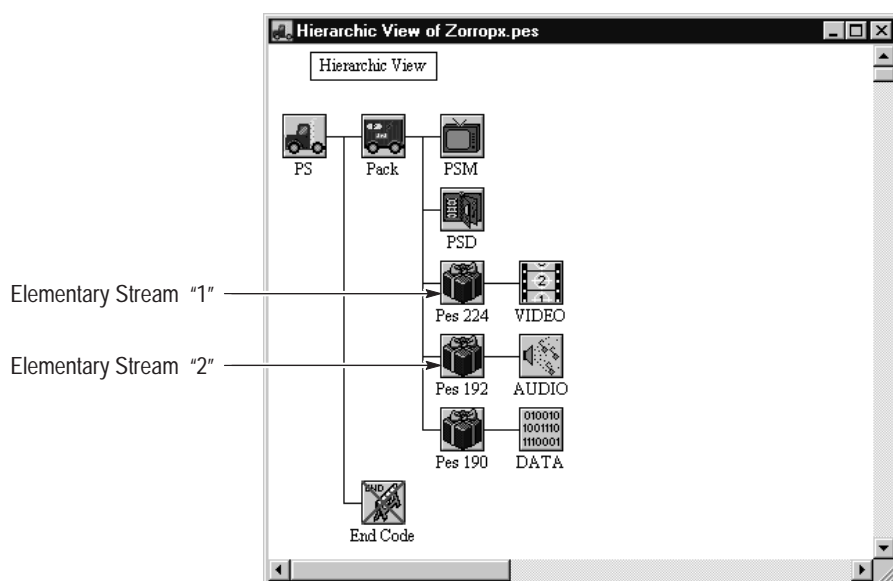 Hierarchic View of Zorropx.pes
Hierarchic View
PS
Pack
PSM
PSD
Elementary Stream "1"
Pes 224
VIDEO
Elementary Stream "2"
Pes 192
AUDIO
010010
1001110
1110001
Pes 190
DATA
END
End Code